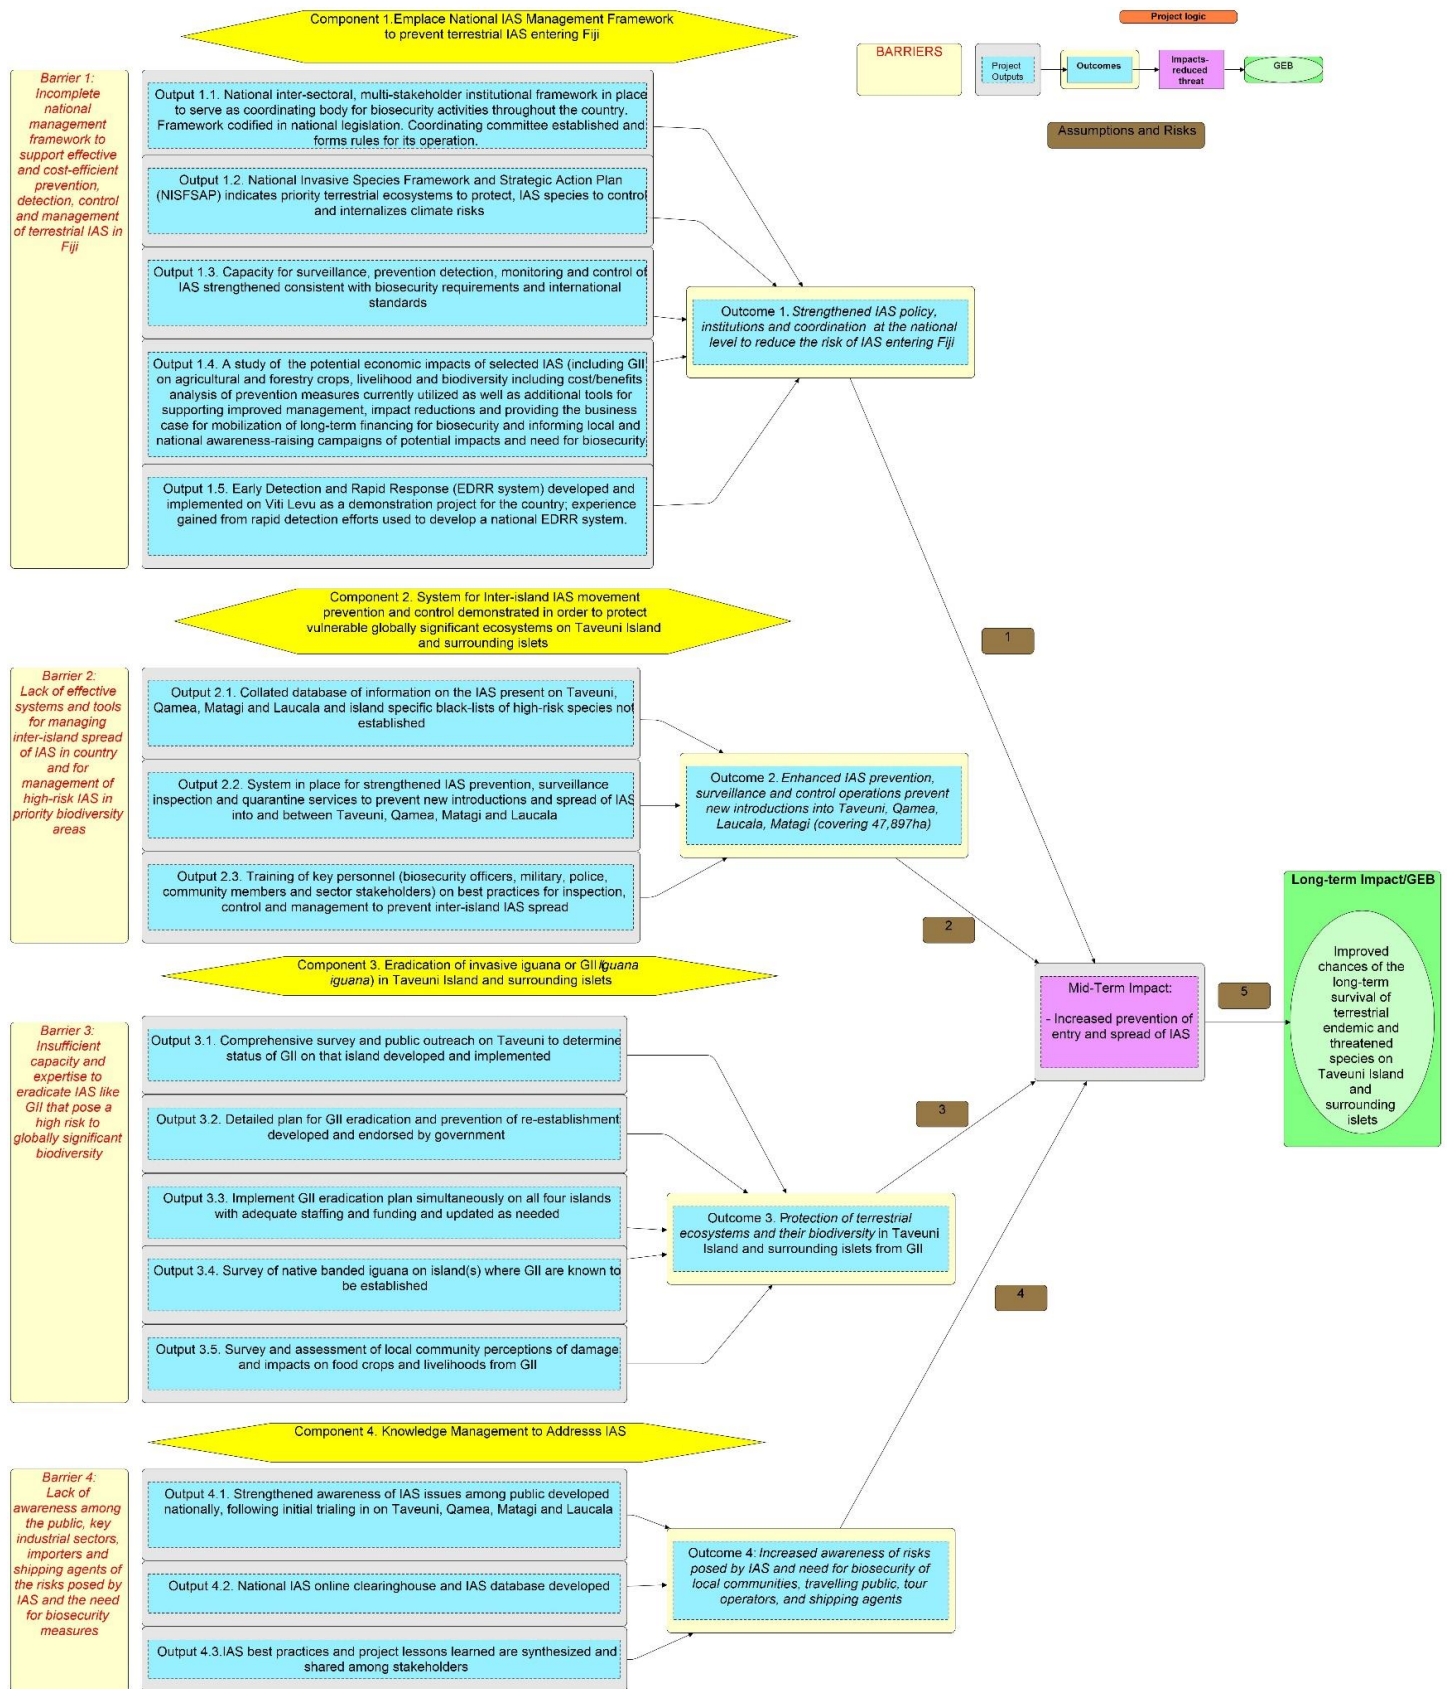 Component 1.Emplace National IAS Management Framework
to prevent terrestrial IAS entering Fiji
Project logic
BARRIERS
Project
Outputs
Outcomes
Impacts-
reduced
threat
GEB
Assumptions and Risks
Barrier 1:
Incomplete
national
management
framework to
support effective
and cost-efficient
prevention,
detection, control
and management
of terrestrial IAS in
Fiji
Output 1.1. National inter-sectoral, multi-stakeholder institutional framework in place
to serve as coordinating body for biosecurity activities throughout the country.
Framework codified in national legislation. Coordinating committee established and
forms rules for its operation.
Output 1.2. National Invasive Species Framework and Strategic Action Plan
(NISFSAP) indicates priority terrestrial ecosystems to protect, IAS species to control
and internalizes climate risks
Output 1.3. Capacity for surveillance, prevention detection, monitoring and control of
IAS strengthened consistent with biosecurity requirements and international
standards
Output 1.4. A study of the potential economic impacts of selected IAS (including GII
on agricultural and forestry crops, livelihood and biodiversity including cost/benefits
analysis of prevention measures currently utilized as well as additional tools for
supporting improved management, impact reductions and providing the business
case for mobilization of long-term financing for biosecurity and informing local and
national awareness-raising campaigns of potential impacts and need for biosecurity
Output 1.5. Early Detection and Rapid Response (EDRR system) developed and
implemented on Viti Levu as a demonstration project for the country; experience
gained from rapid detection efforts used to develop a national EDRR system.
Outcome 1. Strengthened IAS policy,
institutions and coordination at the national
level to reduce the risk of IAS entering Fiji
1
Component 2. System for Inter-island IAS movement
prevention and control demonstrated in order to protect
vulnerable globally significant ecosystems on Taveuni Island
and surrounding islets
Barrier 2:
Lack of effective
systems and tools
for managing
inter-island spread
of IAS in country
and for
management of
high-risk IAS in
priority biodiversity
areas
Output 2.1. Collated database of information on the IAS present on Taveuni,
Qamea, Matagi and Laucala and island specific black-lists of high-risk species not
established
Output 2.2. System in place for strengthened IAS prevention, surveillance
inspection and quarantine services to prevent new introductions and spread of IAS
into and between Taveuni, Qamea, Matagi and Laucala
Output 2.3. Training of key personnel (biosecurity officers, military, police,
community members and sector stakeholders) on best practices for inspection,
control and management to prevent inter-island IAS spread
Outcome 2. Enhanced IAS prevention,
surveillance and control operations prevent
new introductions into Taveuni, Qamea,
Laucala, Matagi (covering 47,897ha)
2
Component 3. Eradication of invasive iguana or GII Iguana
iguana) in Taveuni Island and surrounding islets
Barrier 3:
Insufficient
capacity and
expertise to
eradicate IAS like
GII that pose a
high risk to
globally significant
biodiversity
Output 3.1. Comprehensive survey and public outreach on Taveuni to determine
status of GII on that island developed and implemented
Output 3.2. Detailed plan for GII eradication and prevention of re-establishment
developed and endorsed by government
Output 3.3. Implement GII eradication plan simultaneously on all four islands
with adequate staffing and funding and updated as needed
Output 3.4. Survey of native banded iguana on island(s) where GII are known to
be established
Output 3.5. Survey and assessment of local community perceptions of damage
and impacts on food crops and livelihoods from GII
Outcome 3. Protection of terrestrial
ecosystems and their biodiversity in Taveuni
Island and surrounding islets from GII
3
Mid-Term Impact:
- Increased prevention of
entry and spread of IAS
5
Long-term Impact/GEB
Improved
chances of the
long-term
survival of
terrestrial
endemic and
threatened
species on
Taveuni Island
and
surrounding
islets
4
Component 4. Knowledge Management to Addresss IAS
Barrier 4:
Lack of
awareness among
the public, key
industrial sectors,
importers and
shipping agents of
the risks posed by
IAS and the need
for biosecurity
measures
Output 4.1. Strengthened awareness of IAS issues among public developed
nationally, following initial trialing in on Taveuni, Qamea, Matagi and Laucala
Output 4.2. National IAS online clearinghouse and IAS database developed
Output 4.3.IAS best practices and project lessons learned are synthesized and
shared among stakeholders
Outcome 4: Increased awareness of risks
posed by IAS and need for biosecurity of
local communities, travelling public, tour
operators, and shipping agents